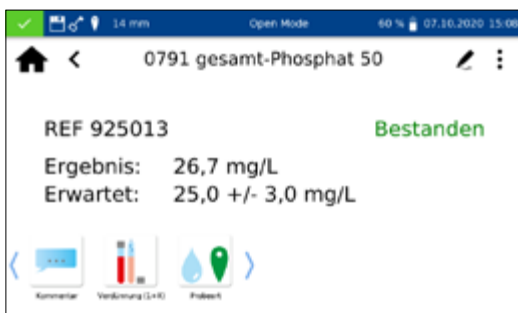 14 mm Open Mode 60 % 07.10.2020 15:08
0791 gesamt-Phosphat 50
REF 925013 Bestanden
Ergebnis: 26,7 mg/L
Erwartet: 25,0 +/- 3,0 mg/L
Kommentar Verdünnung (1+X) Probeort